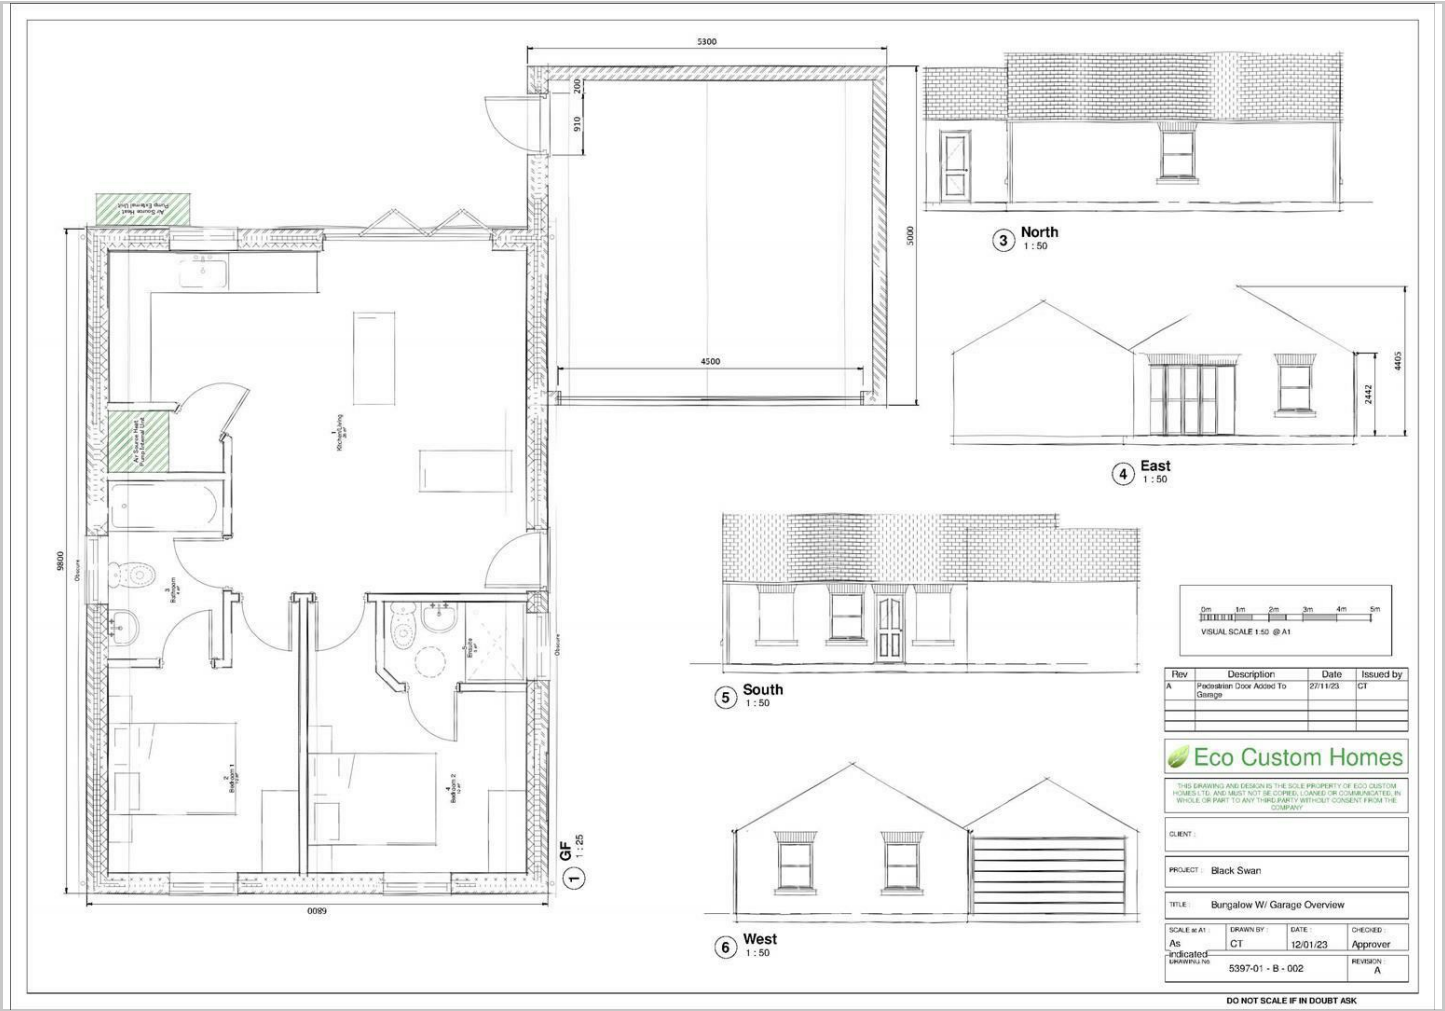 5300
200
910
5000
4500
Air Source Heat
Pump External Unit
Air Source Heat
Pump External Unit
1
Kitchen/Living
9800
Obscure
3
Bathroom
5
Ensuite
Obscure
2
Bedroom 1
4
Bedroom 2
6800
1
GF
1 : 25
3
North
1 : 50
4405
2442
4
East
1 : 50
5
South
1 : 50
6
West
1 : 50
0m 1m 2m 3m 4m 5m
VISUAL SCALE 1:50 @ A1
Rev Description Date Issued by
A Pedestrian Door Added To Garage 27/11/23 CT
Eco Custom Homes
THIS DRAWING AND DESIGN IS THE SOLE PROPERTY OF ECO CUSTOM
HOMES LTD. AND MUST NOT BE COPIED, LOANED OR COMMUNICATED, IN
WHOLE OR PART TO ANY THIRD PARTY WITHOUT CONSENT FROM THE
COMPANY
CLIENT :
PROJECT : Black Swan
TITLE : Bungalow W/ Garage Overview
SCALE at A1 : DRAWN BY : DATE : CHECKED :
As indicated CT 12/01/23 Approver
DRAWING No REVISION :
5397-01 - B - 002 A
DO NOT SCALE IF IN DOUBT ASK